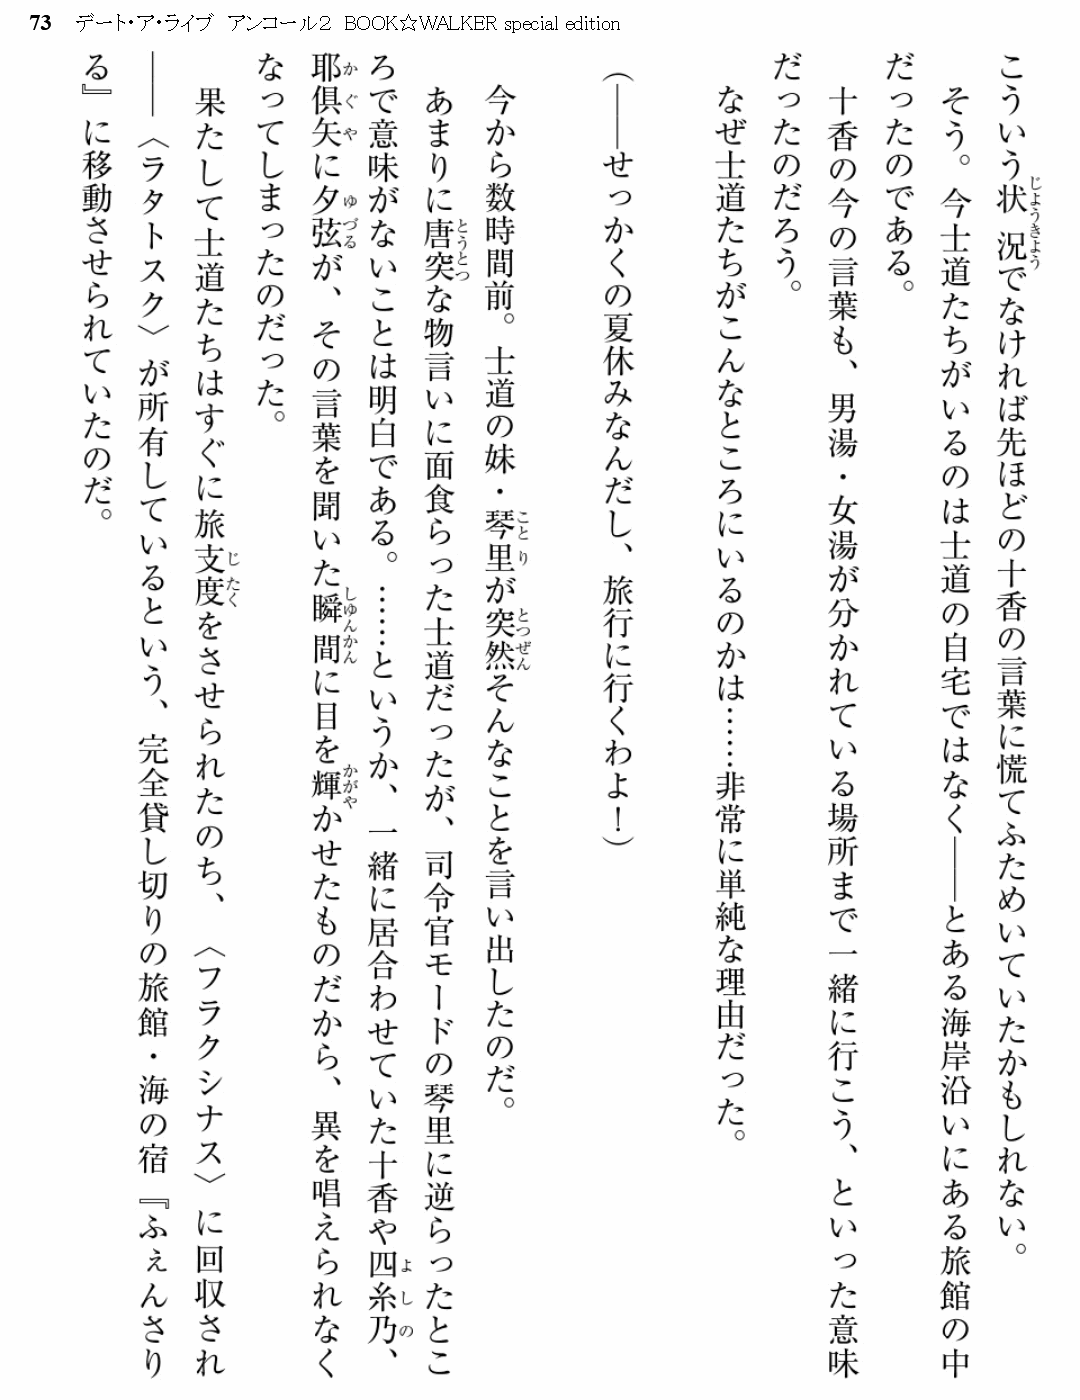 73 デート・ア・ライブ アンコール２ BOOK☆WALKER special edition
こういう状況でなければ先ほどの十香の言葉に慌てふためいていたかもしれない。
そう。今士道たちがいるのは士道の自宅ではなく――とある海岸沿いにある旅館の中
だったのである。
十香の今の言葉も、男湯・女湯が分かれている場所まで一緒に行こう、といった意味
だったのだろう。
なぜ士道たちがこんなところにいるのかは……非常に単純な理由だった。
(――せっかくの夏休みなんだし、旅行に行くわよ！)
今から数時間前。士道の妹・琴里が突然そんなことを言い出したのだ。
あまりに唐突な物言いに面食らった士道だったが、司令官モードの琴里に逆らったとこ
ろで意味がないことは明白である。……というか、一緒に居合わせていた十香や四糸乃、
耶倶矢に夕弦が、その言葉を聞いた瞬間に目を輝かせたものだから、異を唱えられなく
なってしまったのだった。
果たして士道たちはすぐに旅支度をさせられたのち、〈フラクシナス〉に回収され
――〈ラタトスク〉が所有しているという、完全貸し切りの旅館・海の宿『ふぇんさり
る』に移動させられていたのだ。